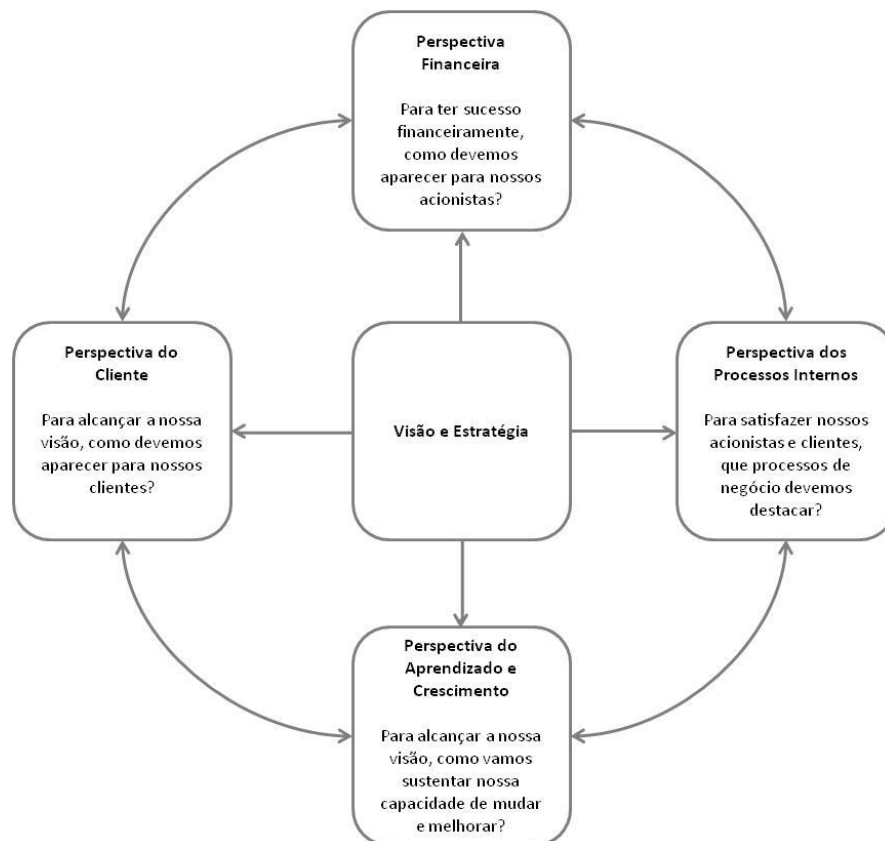 Perspectiva
Financeira
Para ter sucesso
financeiramente,
como devemos
aparecer para nossos
acionistas?
Perspectiva do
Cliente
Para alcançar a nossa
visão, como devemos
aparecer para nossos
clientes?
Visão e Estratégia
Perspectiva dos
Processos Internos
Para satisfazer nossos
acionistas e clientes,
que processos de
negócio devemos
destacar?
Perspectiva do
Aprendizado e
Crescimento
Para alcançar a nossa
visão, como vamos
sustentar nossa
capacidade de mudar
e melhorar?